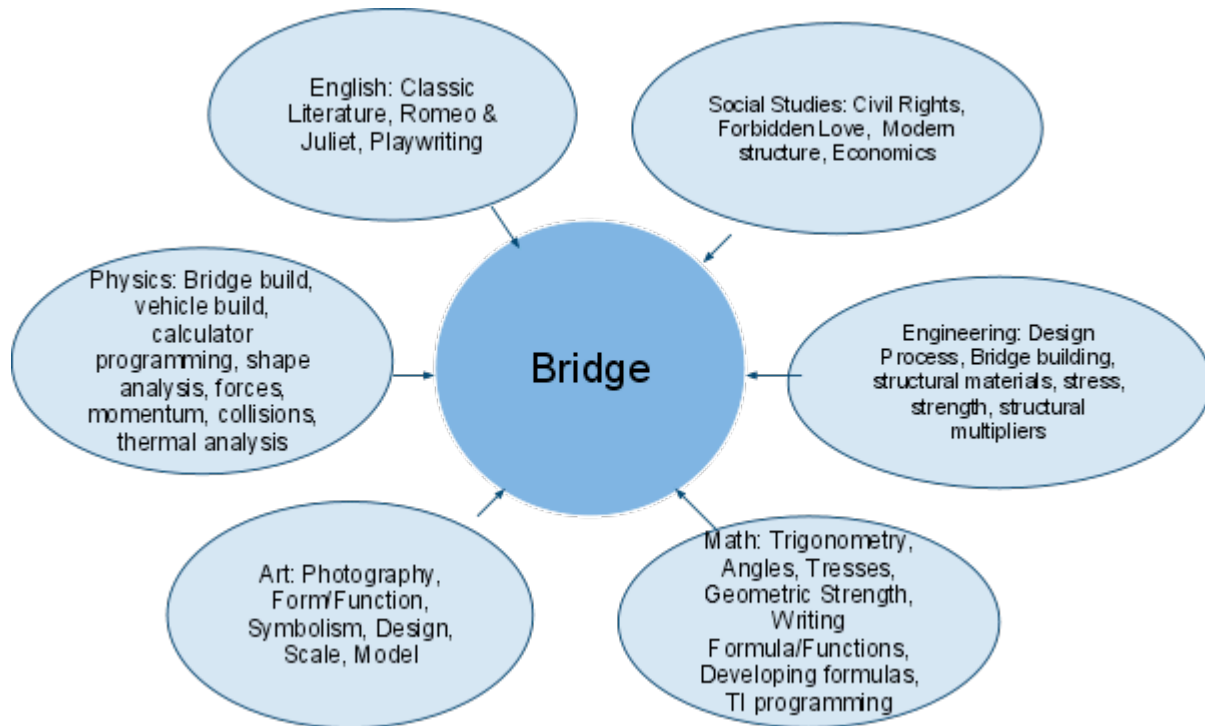 English: Classic
Literature, Romeo &
Juliet, Playwriting
Social Studies: Civil Rights,
Forbidden Love, Modern
structure, Economics
Physics: Bridge build,
vehicle build,
calculator
programming, shape
analysis, forces,
momentum, collisions,
thermal analysis
Bridge
Engineering: Design
Process, Bridge building,
structural materials, stress,
strength, structural
multipliers
Art: Photography,
Form/Function,
Symbolism, Design,
Scale, Model
Math: Trigonometry,
Angles, Tresses,
Geometric Strength,
Writing
Formula/Functions,
Developing formulas,
TI programming